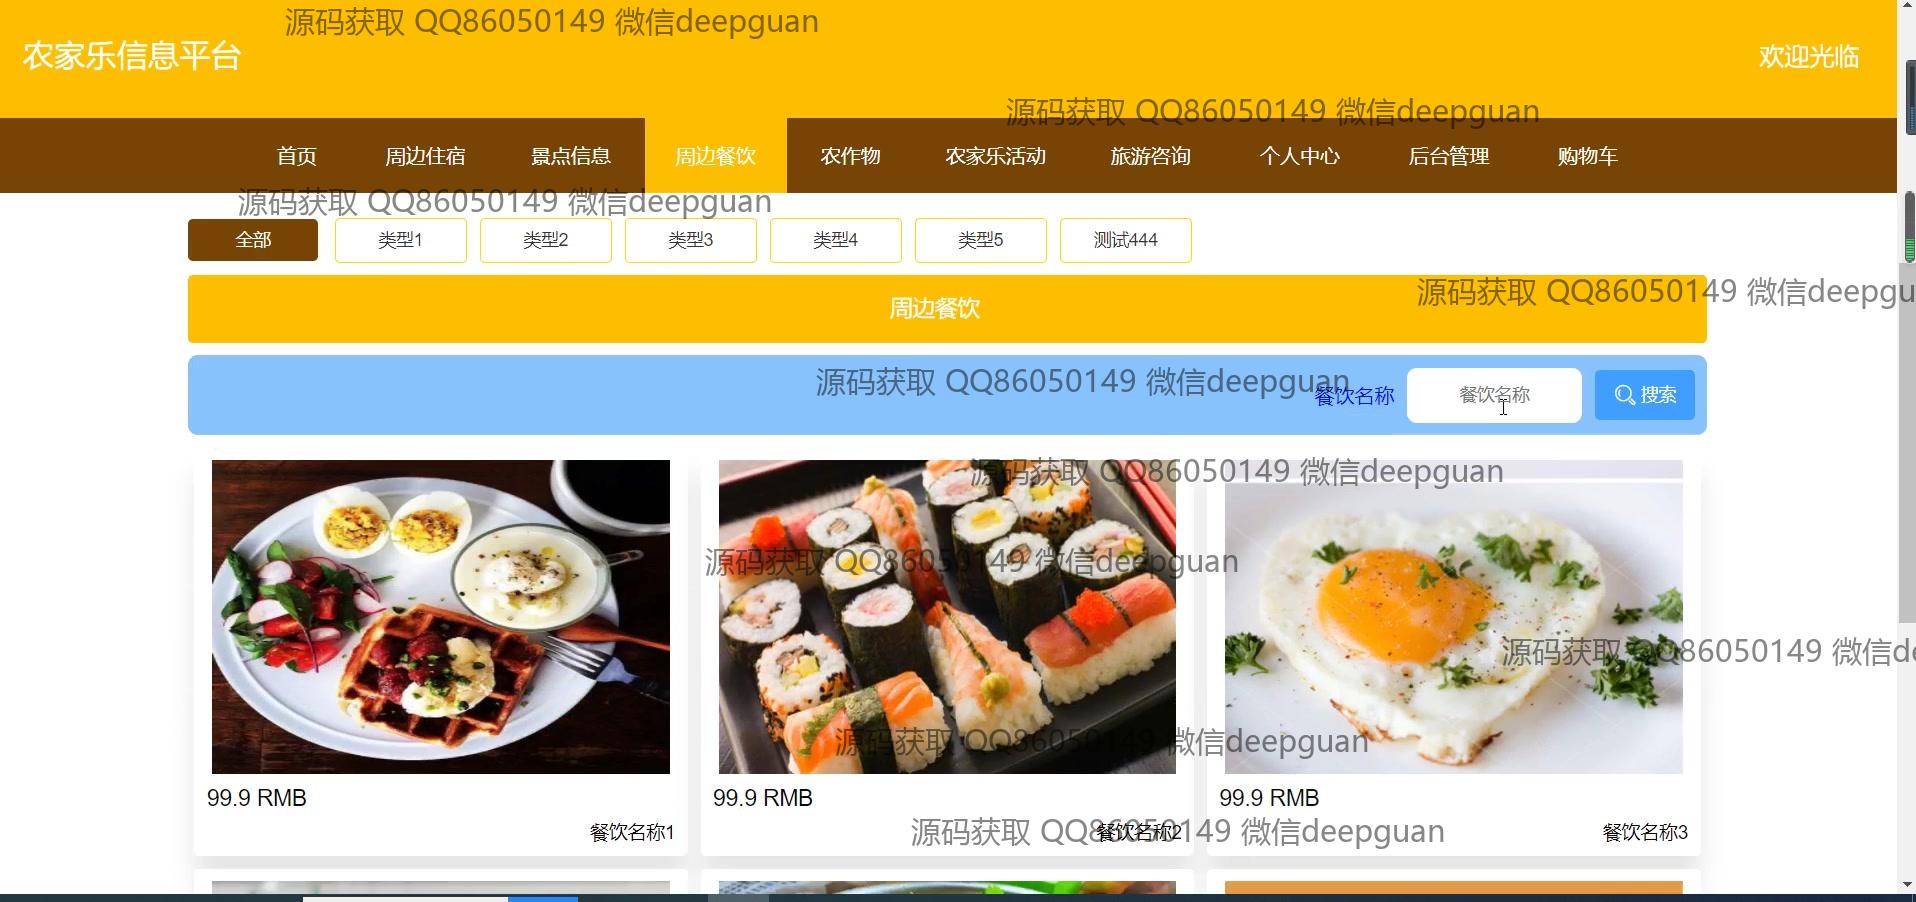 源码获取 QQ86050149 微信deepguan
农家乐信息平台
欢迎光临
源码获取 QQ86050149 微信deepguan
首页 周边住宿 景点信息 周边餐饮 农作物 农家乐活动 旅游咨询 个人中心 后台管理 购物车
源码获取 QQ86050149 微信deepguan
全部 类型1 类型2 类型3 类型4 类型5 测试444
源码获取 QQ86050149 微信deepgu
周边餐饮
源码获取 QQ86050149 微信deepguan
餐饮名称 餐饮名称 搜索
源码获取 QQ86050149 微信deepguan
源码获取 QQ86050149 微信deepguan
源码获取 QQ86050149 微信de
源码获取 QQ86050149 微信deepguan
99.9 RMB 99.9 RMB 99.9 RMB
源码获取 QQ86050149 微信deepguan
餐饮名称1 餐饮名称2 餐饮名称3